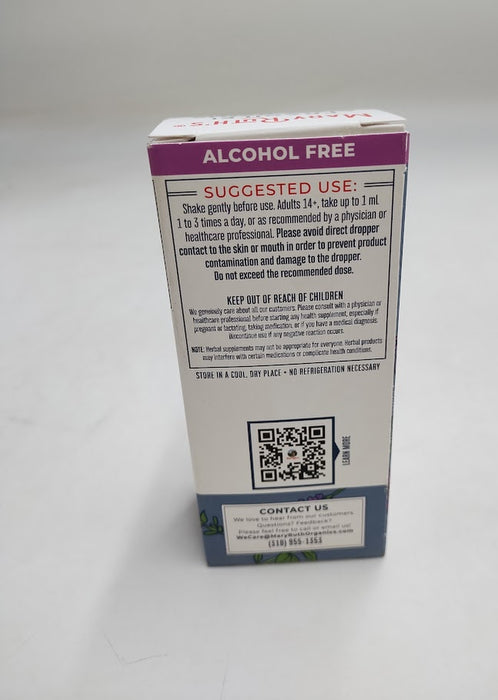 MARYRUTH'S®
ALCOHOL FREE
SUGGESTED USE:
Shake gently before use. Adults 14+, take up to 1 ml
1 to 3 times a day, or as recommended by a physician or
healthcare professional. Please avoid direct dropper
contact to the skin or mouth in order to prevent product
contamination and damage to the dropper.
Do not exceed the recommended dose.
KEEP OUT OF REACH OF CHILDREN
We generously care about all our customers. Please consult with a physician or
healthcare professional before starting any health supplement, especially if
pregnant or lactating, taking medication, or if you have a medical diagnosis.
Discontinue use if any negative reaction occurs.
NOTE: Herbal supplements may not be appropriate for everyone. Herbal products
may interfere with certain medications or complicate health conditions.
STORE IN A COOL, DRY PLACE • NO REFRIGERATION NECESSARY
LEARN MORE
CONTACT US
We love to hear from our customers.
Questions? Feedback?
Please feel free to call or email us!
WeCare@MaryRuthOrganics.com